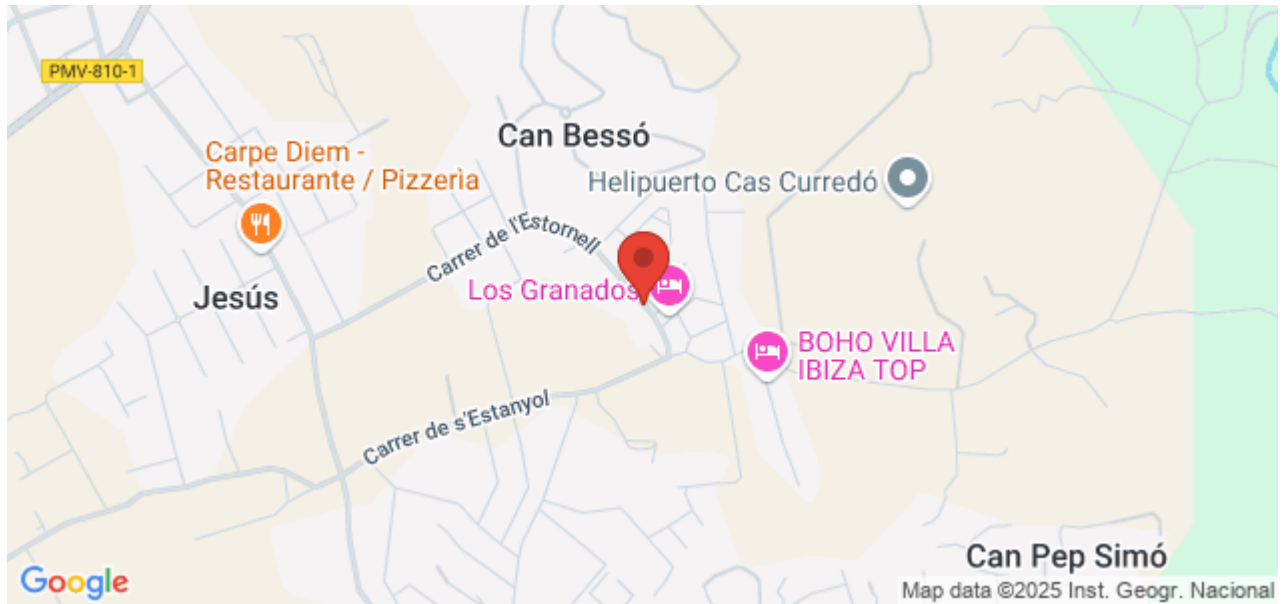 PMV-810-1
Can Bessó
Carpe Diem -
Restaurante / Pizzerìa
Helipuerto Cas Curredó
Carrer de l'Estornell
Jesús
Los Granados
BOHO VILLA
IBIZA TOP
Carrer de s'Estanyol
Can Pep Simó
Google
Map data ©2025 Inst. Geogr. Nacional